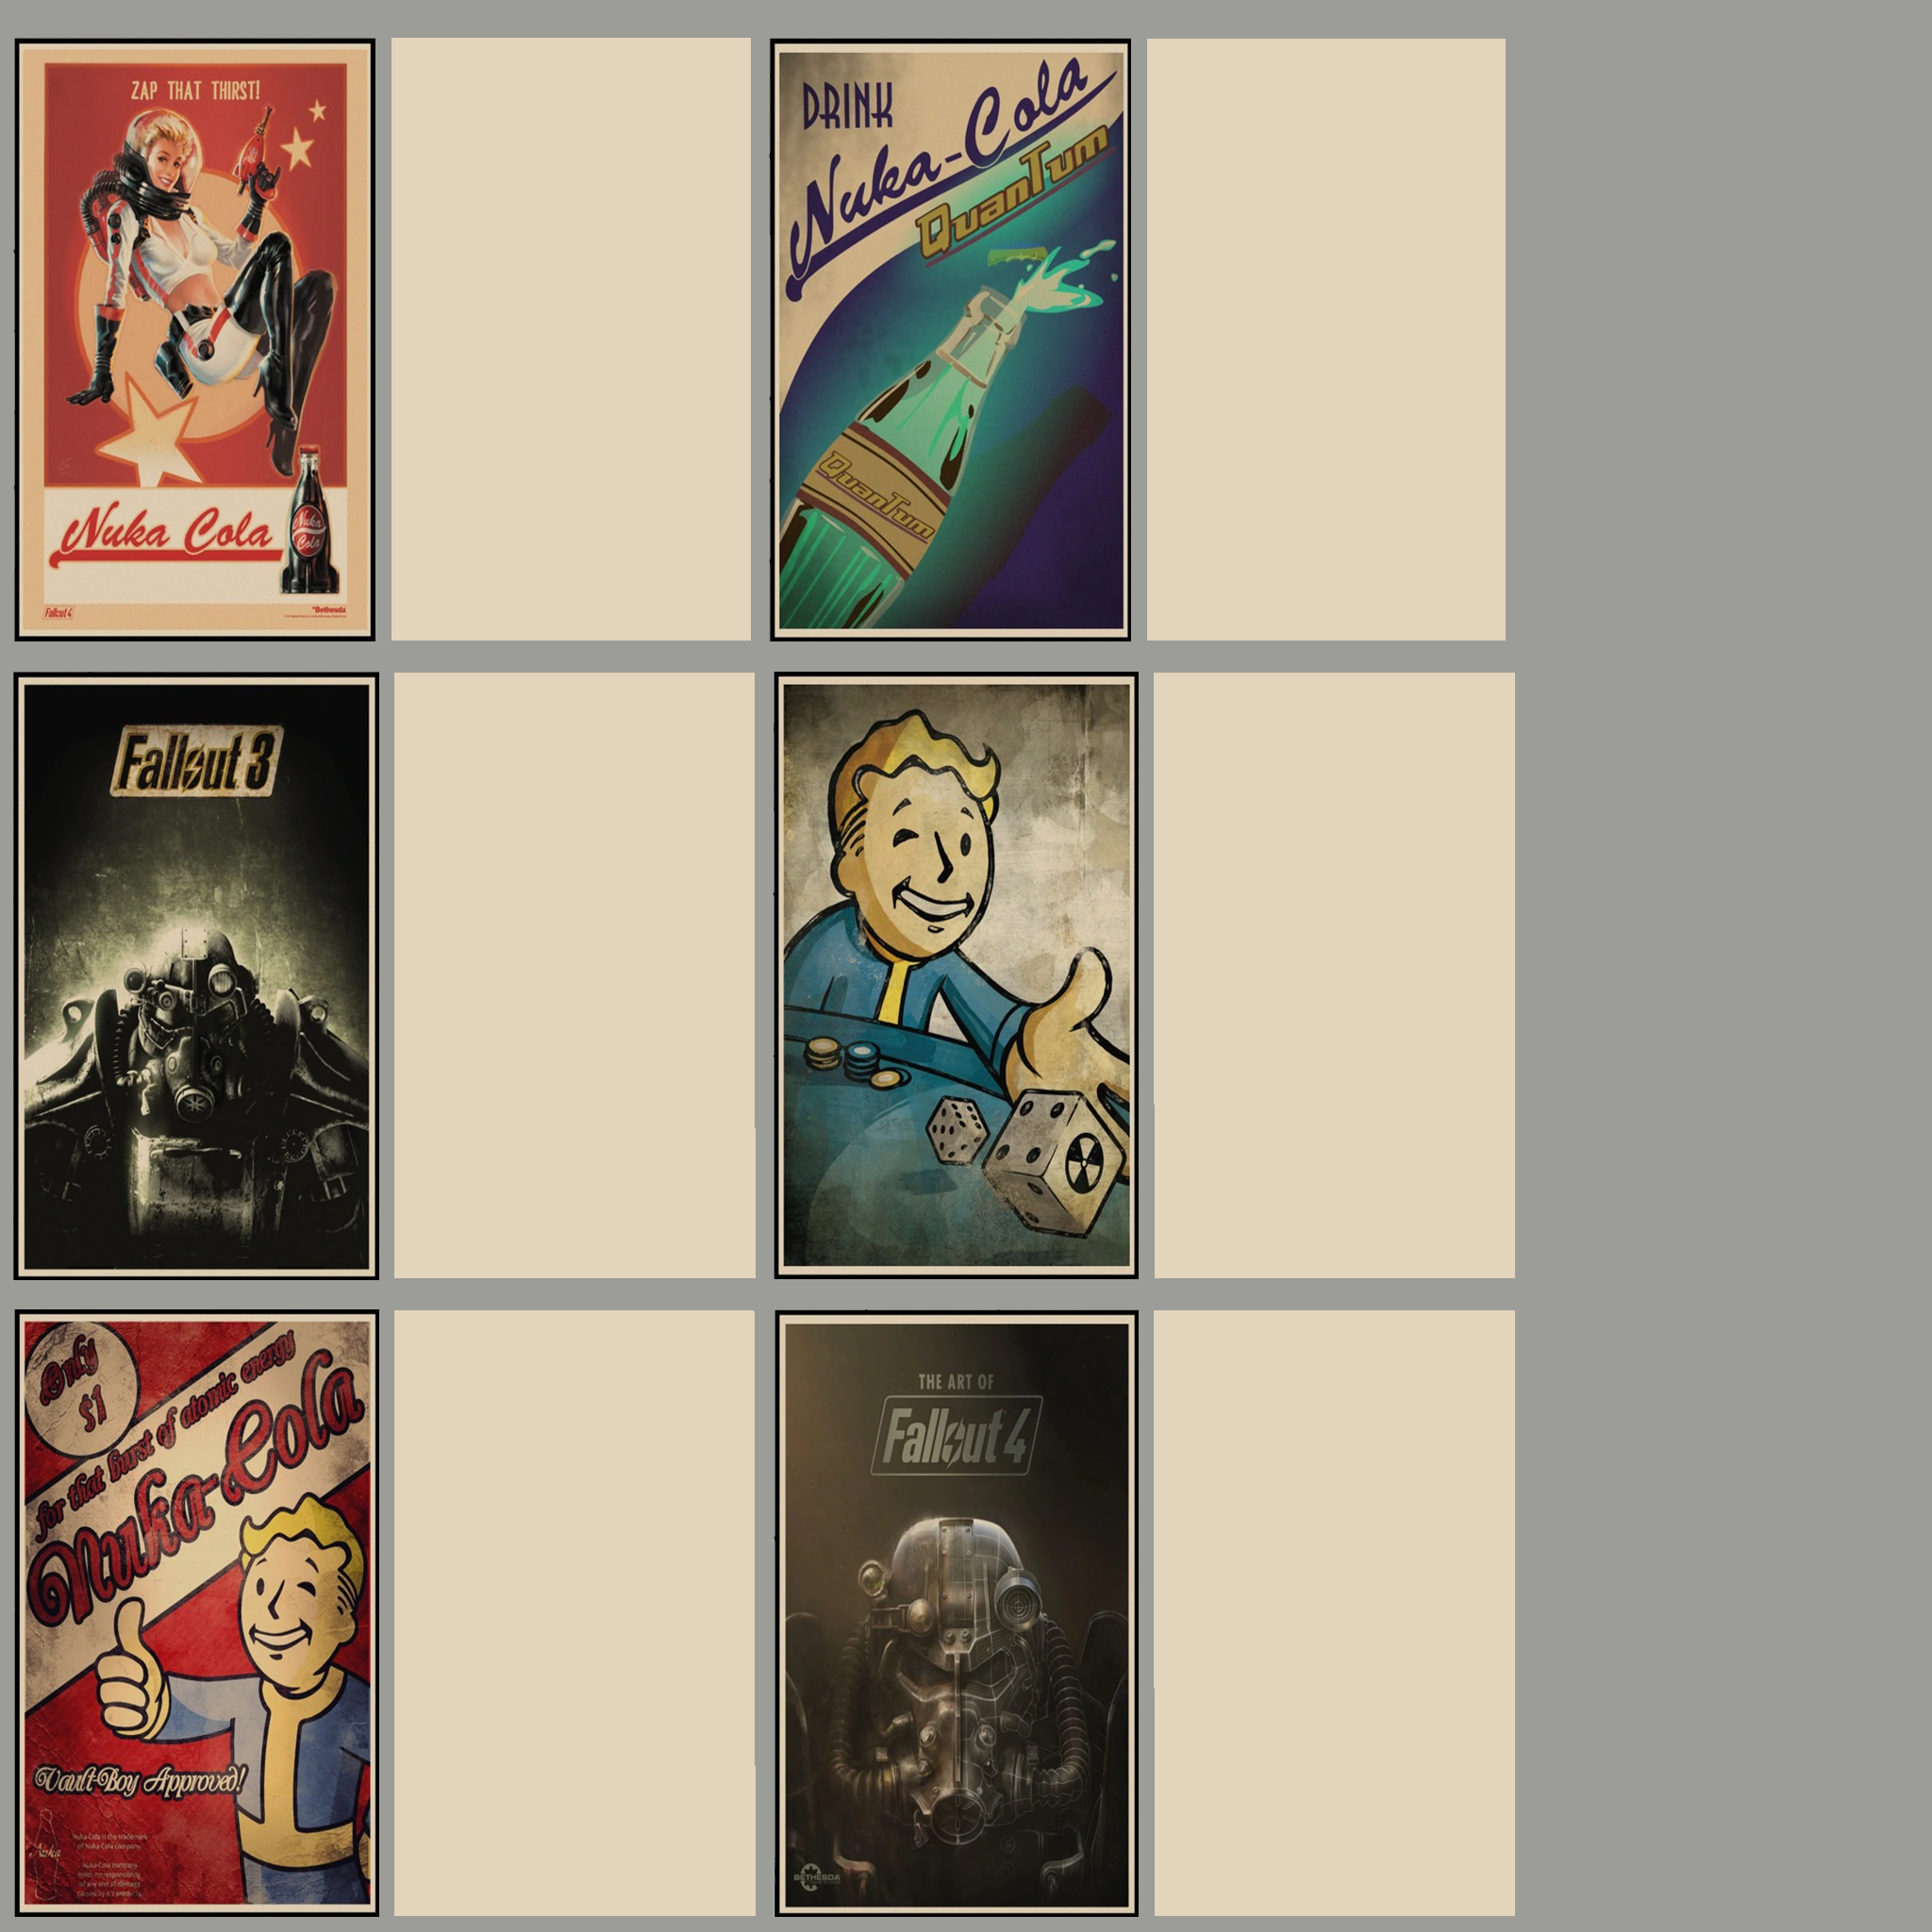 ZAP THAT THIRST!
Nuka Cola
Nuka
Cola
Fallout 4
Bethesda
DRINK
Nuka-Cola
QuanTum
QuanTum
Fallout 3
Only
$1
for that burst of atomic energy
Nuka-Cola
Vault-Boy Approved!
Nuka
Nuka-Cola is the trademark
of Nuka-Cola company.
Nuka-Cola company
holds no responsibility
of any and all damage
caused by it's products.
THE ART OF
Fallout 4
BETHESDA